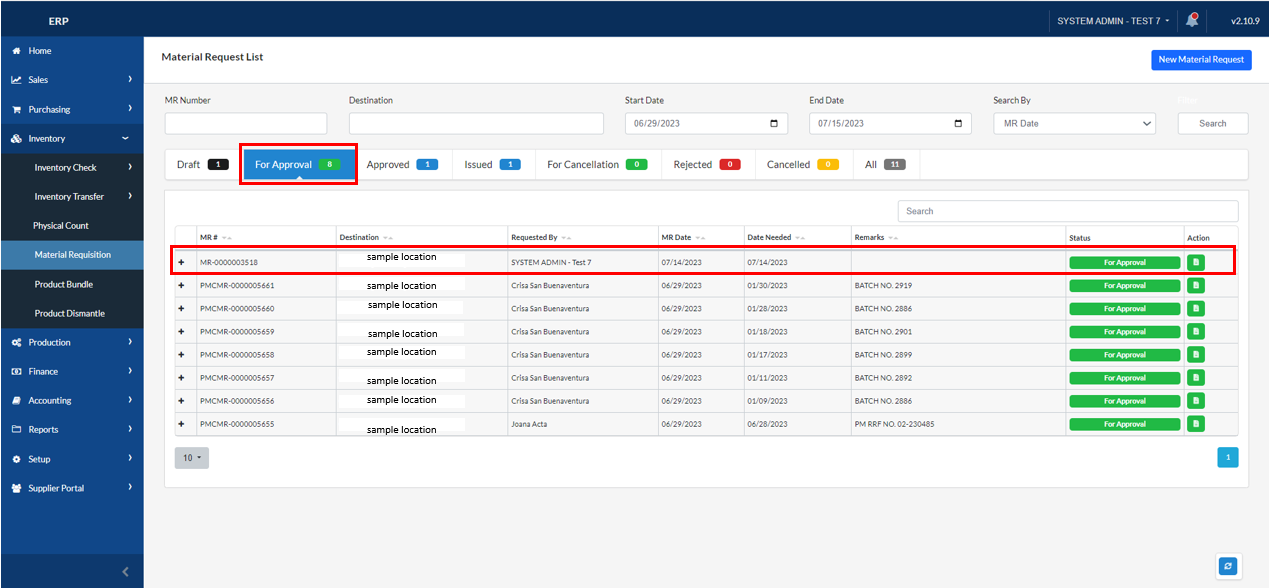 ERP
SYSTEM ADMIN - TEST 7
v2.10.9
Home
Sales
Purchasing
Inventory
Inventory Check
Inventory Transfer
Physical Count
Material Requisition
Product Bundle
Product Dismantle
Production
Finance
Accounting
Reports
Setup
Supplier Portal
Material Request List
New Material Request
MR Number Destination Start Date End Date Search By Filter
06/29/2023 07/15/2023 MR Date Search
Draft 1 For Approval 8 Approved 1 Issued 1 For Cancellation 0 Rejected 0 Cancelled 0 All 11
Search
MR # Destination Requested By MR Date Date Needed Remarks Status Action
MR-0000003518 sample location SYSTEM ADMIN - Test 7 07/14/2023 07/14/2023 For Approval
PMCMR-0000005661 sample location Crisa San Buenaventura 06/29/2023 01/30/2023 BATCH NO. 2919 For Approval
PMCMR-0000005660 sample location Crisa San Buenaventura 06/29/2023 01/28/2023 BATCH NO. 2886 For Approval
PMCMR-0000005659 sample location Crisa San Buenaventura 06/29/2023 01/18/2023 BATCH NO. 2901 For Approval
PMCMR-0000005658 sample location Crisa San Buenaventura 06/29/2023 01/17/2023 BATCH NO. 2899 For Approval
PMCMR-0000005657 sample location Crisa San Buenaventura 06/29/2023 01/11/2023 BATCH NO. 2892 For Approval
PMCMR-0000005656 sample location Crisa San Buenaventura 06/29/2023 01/09/2023 BATCH NO. 2886 For Approval
PMCMR-0000005655 sample location Joana Acta 06/29/2023 06/28/2023 PM RRF NO. 02-230485 For Approval
10
1